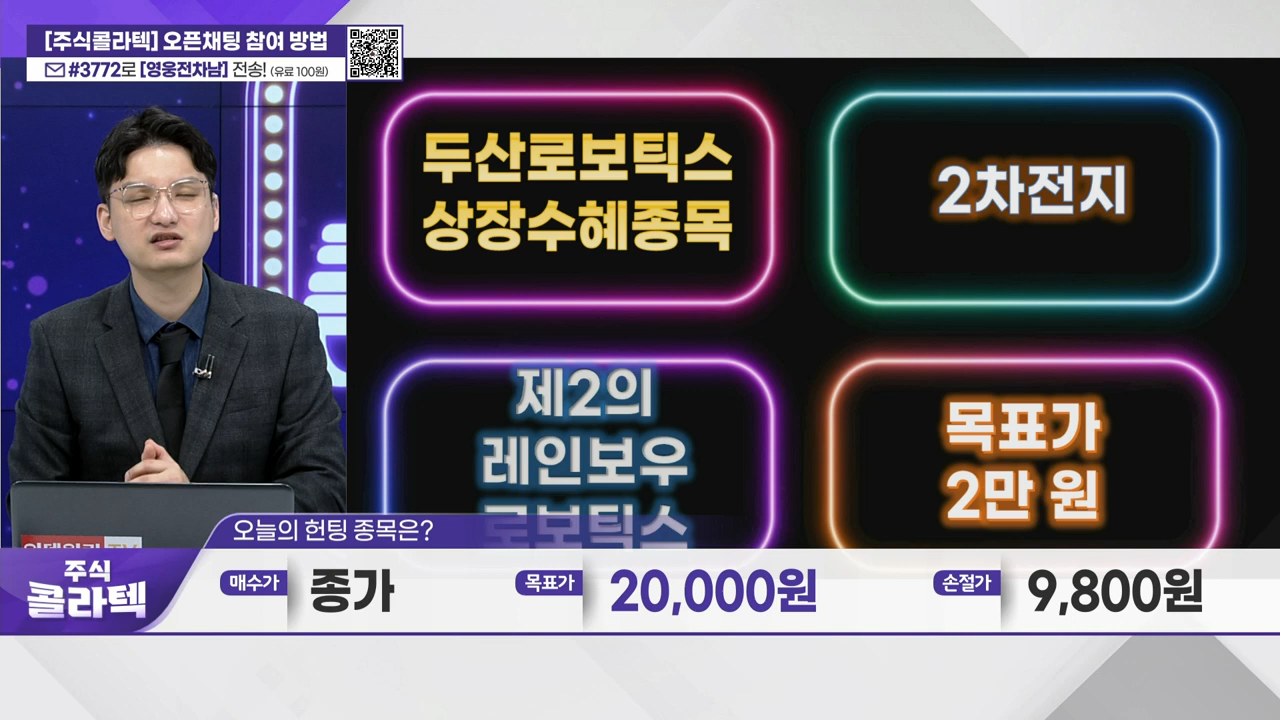 [주식콜라텍] 오픈채팅 참여 방법
#3772로 [영웅전차남] 전송! (유료 100원)
두산로보틱스
상장수혜종목
2차전지
제2의
레인보우
로보틱스
목표가
2만 원
오늘의 헌팅 종목은?
주식
콜라텍
매수가 종가 목표가 20,000원 손절가 9,800원